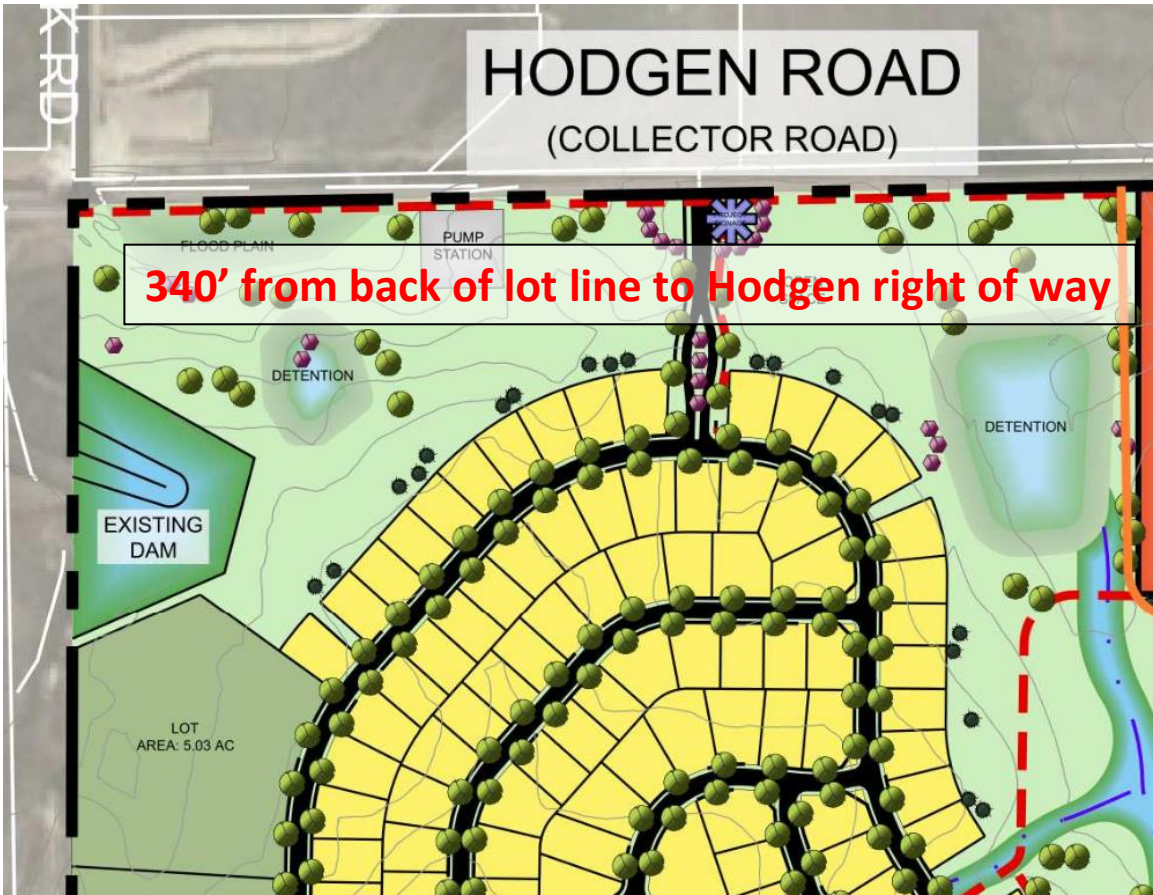 K RD
HODGEN ROAD
(COLLECTOR ROAD)
FLOOD PLAIN
PUMP
STATION
340’ from back of lot line to Hodgen right of way
DETENTION
DETENTION
EXISTING
DAM
LOT
AREA: 5.03 AC